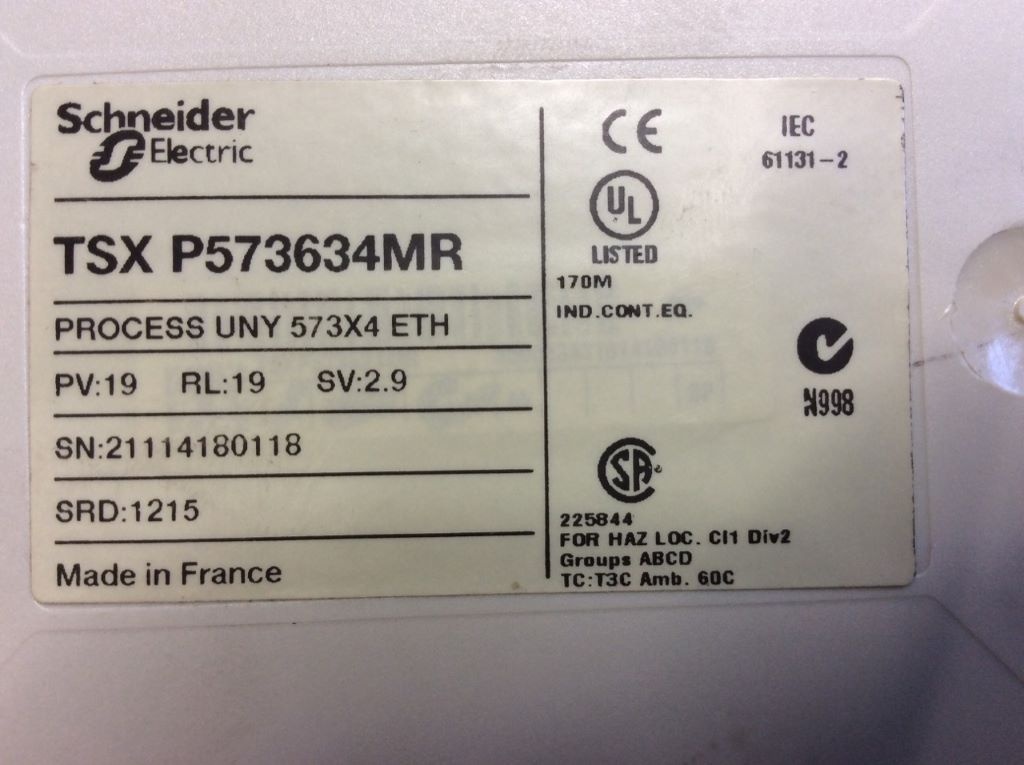 Schneider
Electric
TSX P573634MR
PROCESS UNY 573X4 ETH
PV:19 RL:19 SV:2.9
SN:21114180118
SRD:1215
Made in France
CE
IEC
61131-2
UL
LISTED
170M
IND.CONT.EQ.
N998
SA
225844
FOR HAZ LOC. Cl1 Div2
Groups ABCD
TC:T3C Amb. 60C